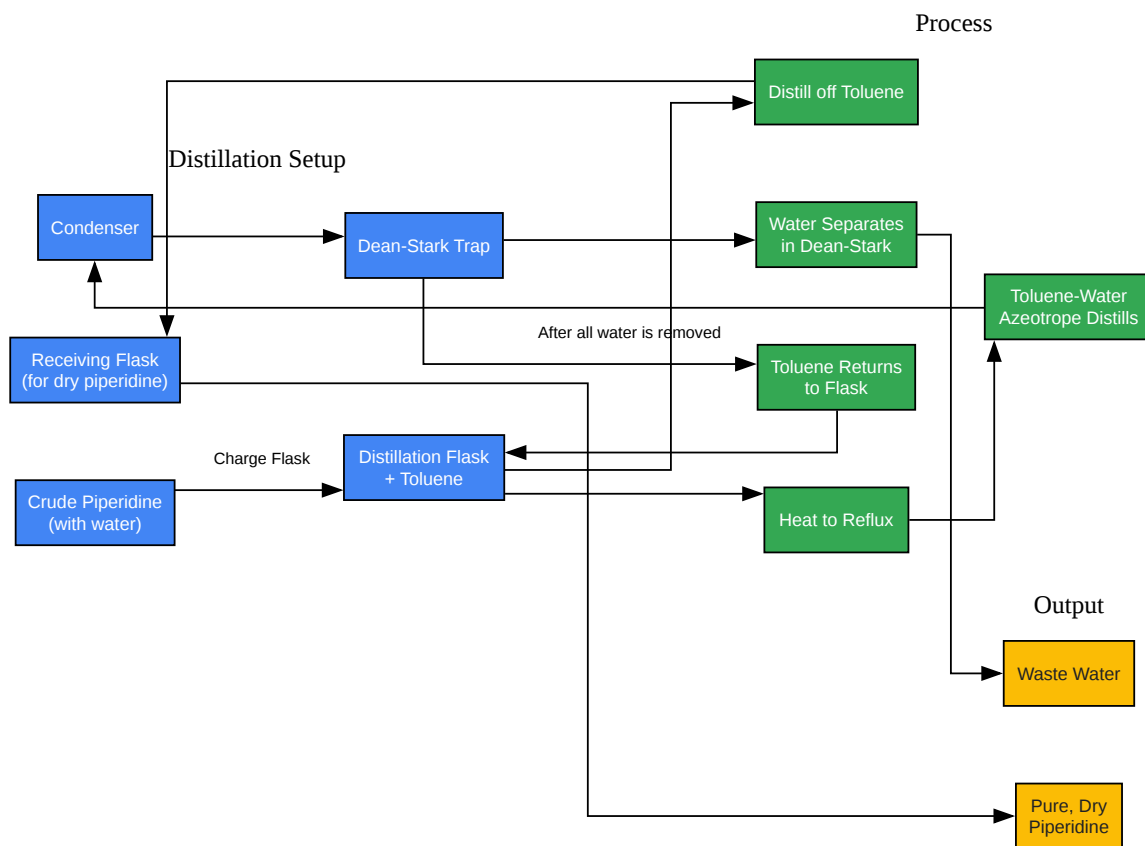 Process
Distill off Toluene
Distillation Setup
Condenser
Dean-Stark Trap
Water Separates
in Dean-Stark
Toluene-Water
Azeotrope Distills
After all water is removed
Receiving Flask
(for dry piperidine)
Toluene Returns
to Flask
Charge Flask
Distillation Flask
+ Toluene
Crude Piperidine
(with water)
Heat to Reflux
Output
Waste Water
Pure, Dry
Piperidine